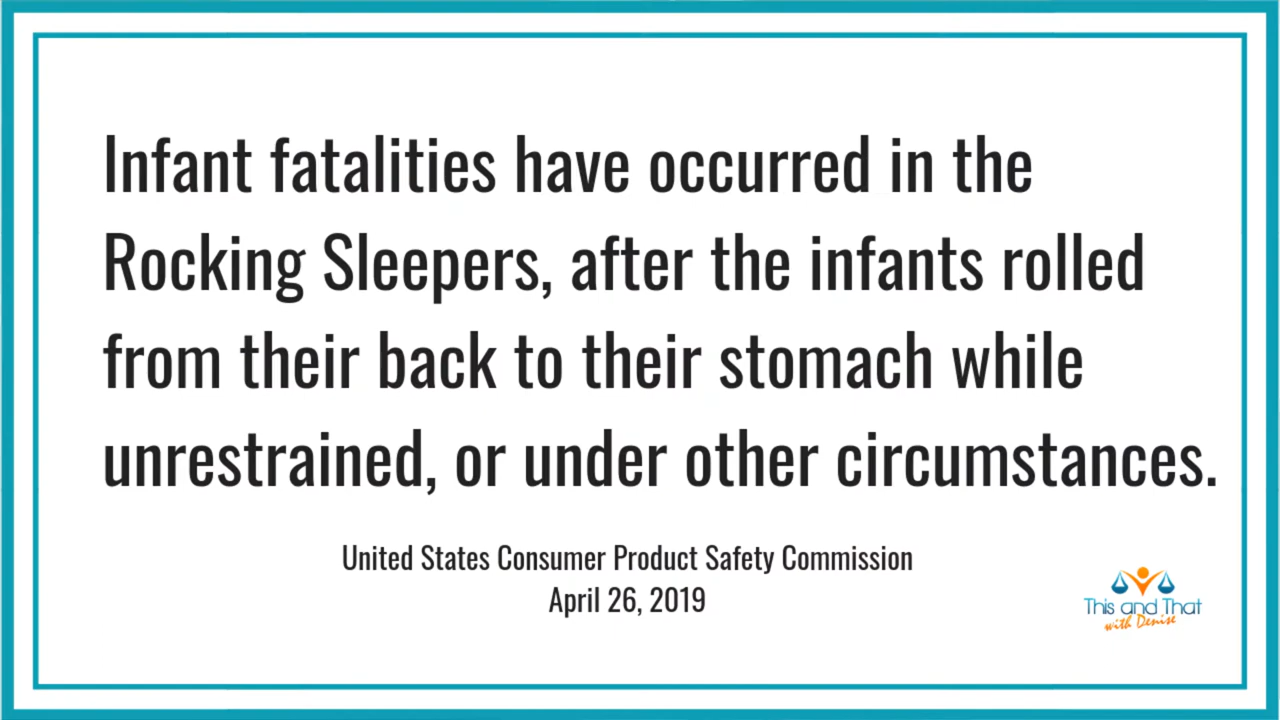 Infant fatalities have occurred in the
Rocking Sleepers, after the infants rolled
from their back to their stomach while
unrestrained, or under other circumstances.
United States Consumer Product Safety Commission
April 26, 2019
This and That
with Denise